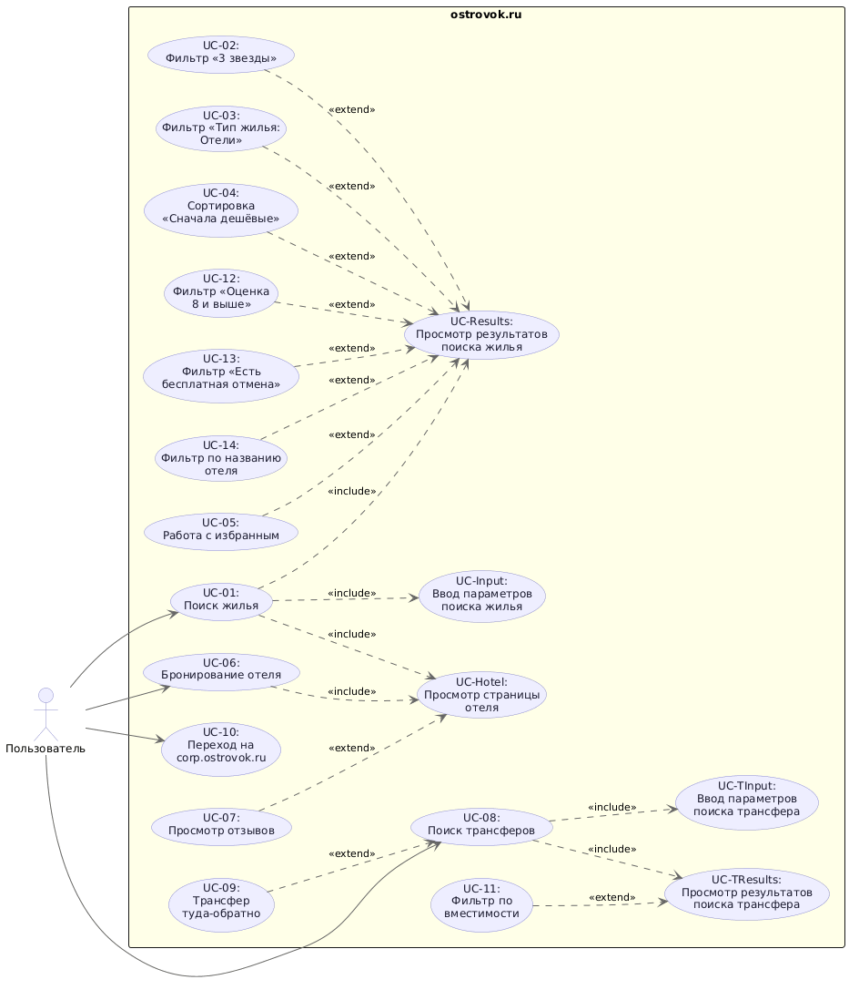 ostrovok.ru
UC-02:
Фильтр «3 звезды»
«extend»
UC-03:
Фильтр «Тип жилья:
Отели»
«extend»
UC-04:
Сортировка
«Сначала дешёвые»
«extend»
UC-12:
Фильтр «Оценка
8 и выше»
«extend»
UC-Results:
Просмотр результатов
поиска жилья
UC-13:
Фильтр «Есть
бесплатная отмена»
«extend»
UC-14:
Фильтр по названию
отеля
«extend»
UC-05:
Работа с избранным
«extend»
«include»
UC-01:
Поиск жилья
«include»
UC-Input:
Ввод параметров
поиска жилья
«include»
UC-06:
Бронирование отеля
«include»
UC-Hotel:
Просмотр страницы
отеля
Пользователь
UC-10:
Переход на
corp.ostrovok.ru
UC-07:
Просмотр отзывов
«extend»
UC-08:
Поиск трансферов
«include»
UC-TInput:
Ввод параметров
поиска трансфера
«include»
UC-09:
Трансфер
туда-обратно
«extend»
UC-11:
Фильтр по
вместимости
«extend»
UC-TResults:
Просмотр результатов
поиска трансфера